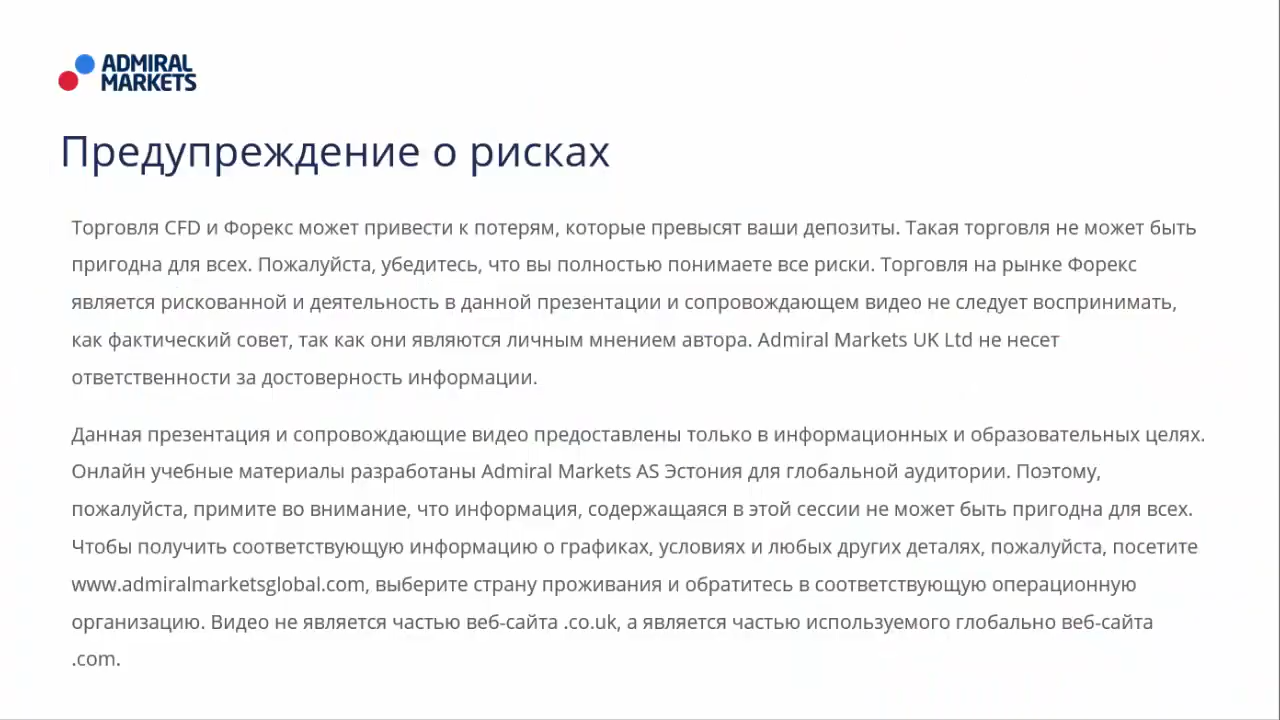 ADMIRAL
MARKETS
Предупреждение о рисках
Торговля CFD и Форекс может привести к потерям, которые превысят ваши депозиты. Такая торговля не может быть
пригодна для всех. Пожалуйста, убедитесь, что вы полностью понимаете все риски. Торговля на рынке Форекс
является рискованной и деятельность в данной презентации и сопровождающем видео не следует воспринимать,
как фактический совет, так как они являются личным мнением автора. Admiral Markets UK Ltd не несет
ответственности за достоверность информации.
Данная презентация и сопровождающие видео предоставлены только в информационных и образовательных целях.
Онлайн учебные материалы разработаны Admiral Markets AS Эстония для глобальной аудитории. Поэтому,
пожалуйста, примите во внимание, что информация, содержащаяся в этой сессии не может быть пригодна для всех.
Чтобы получить соответствующую информацию о графиках, условиях и любых других деталях, пожалуйста, посетите
www.admiralmarketsglobal.com, выберите страну проживания и обратитесь в соответствующую операционную
организацию. Видео не является частью веб-сайта .co.uk, а является частью используемого глобально веб-сайта
.com.